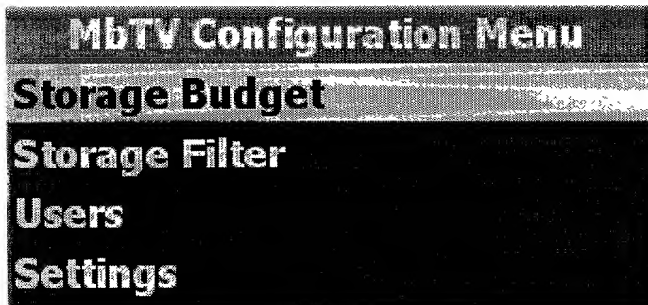 MbTV Configuration Menu
Storage Budget
Storage Filter
Users
Settings